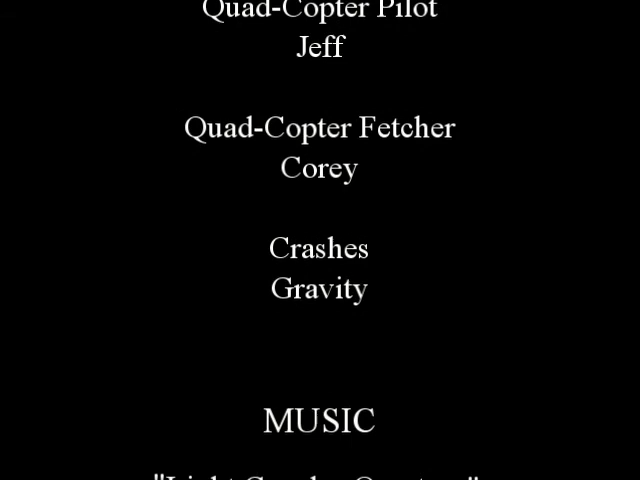 Quad-Copter Pilot
Jeff
Quad-Copter Fetcher
Corey
Crashes
Gravity
MUSIC